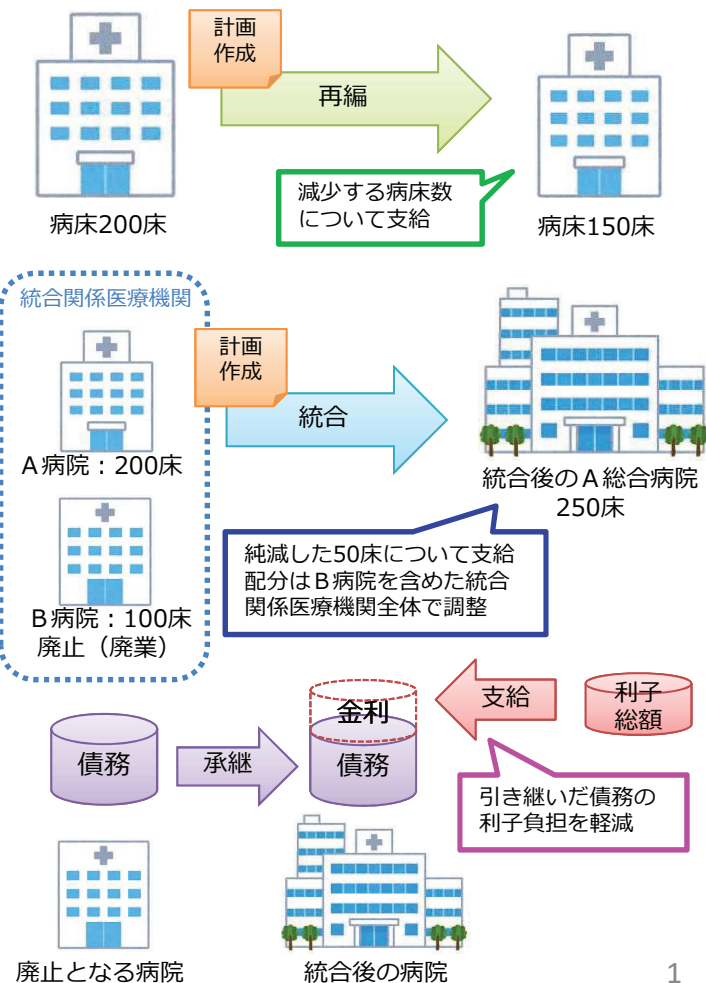 計画
作成
再編
減少する病床数
について支給
病床200床
病床150床
統合関係医療機関
計画
作成
統合
A病院：200床
統合後のA総合病院
250床
純減した50床について支給
配分はB病院を含めた統合
関係医療機関全体で調整
B病院：100床
廃止（廃業）
債務
承継
金利
債務
支給
利子
総額
引き継いだ債務の
利子負担を軽減
廃止となる病院
統合後の病院
1